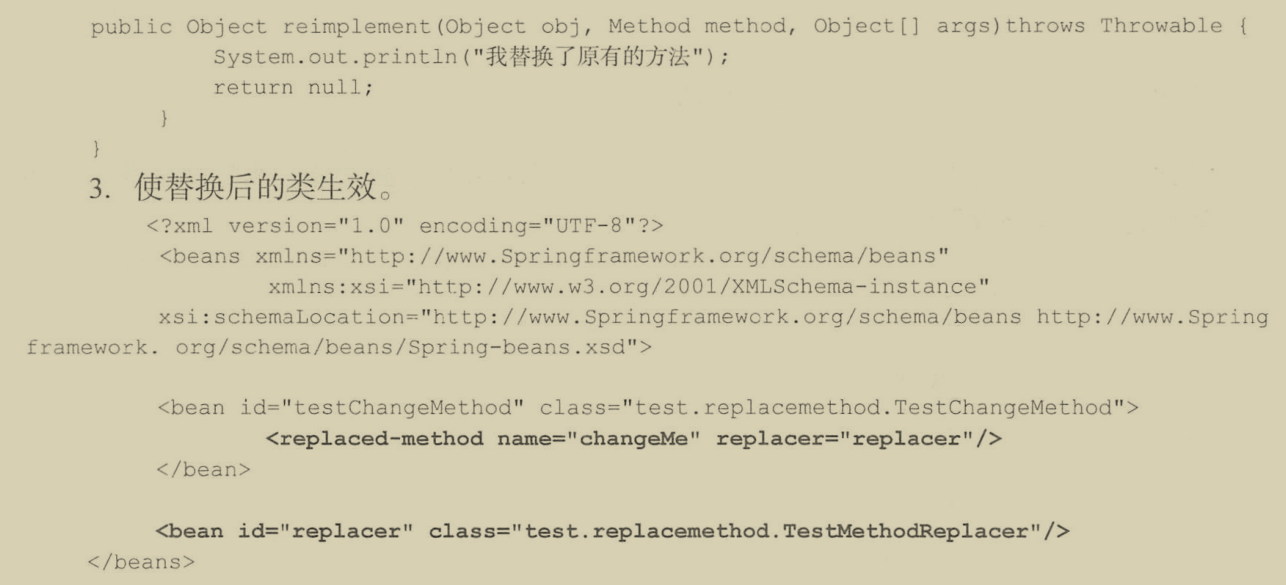 public Object reimplement(Object obj, Method method, Object[] args)throws Throwable {
System.out.println("我替换了原有的方法");
return null;
}
}
3. 使替换后的类生效。
<?xml version="1.0" encoding="UTF-8"?>
<beans xmlns="http://www.Springframework.org/schema/beans"
xmlns:xsi="http://www.w3.org/2001/XMLSchema-instance"
xsi:schemaLocation="http://www.Springframework.org/schema/beans http://www.Spring
framework. org/schema/beans/Spring-beans.xsd">
<bean id="testChangeMethod" class="test.replacemethod.TestChangeMethod">
<replaced-method name="changeMe" replacer="replacer"/>
</bean>
<bean id="replacer" class="test.replacemethod.TestMethodReplacer"/>
</beans>